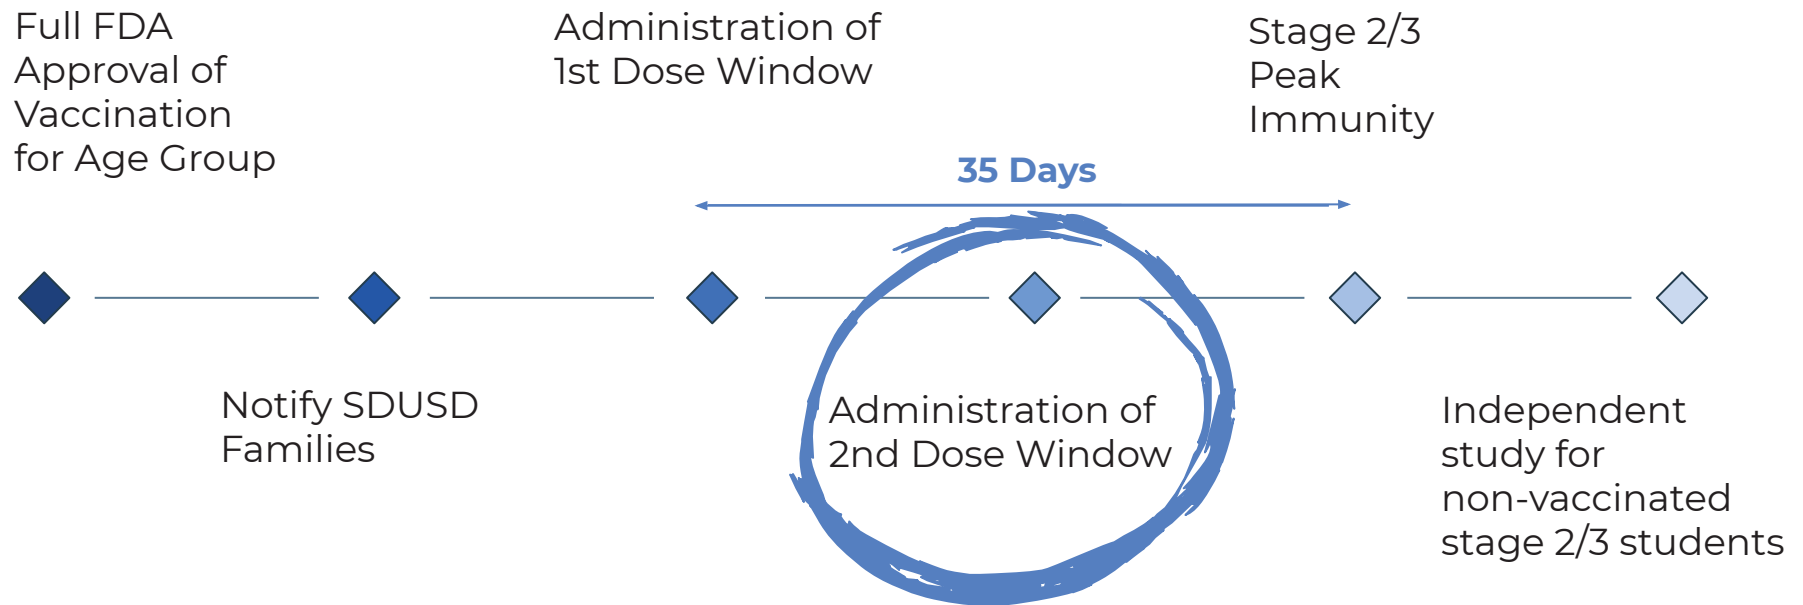 Full FDA
Approval of
Vaccination
for Age Group
Administration of
1st Dose Window
Stage 2/3
Peak
Immunity
35 Days
Notify SDUSD
Families
Administration of
2nd Dose Window
Independent
study for
non-vaccinated
stage 2/3 students